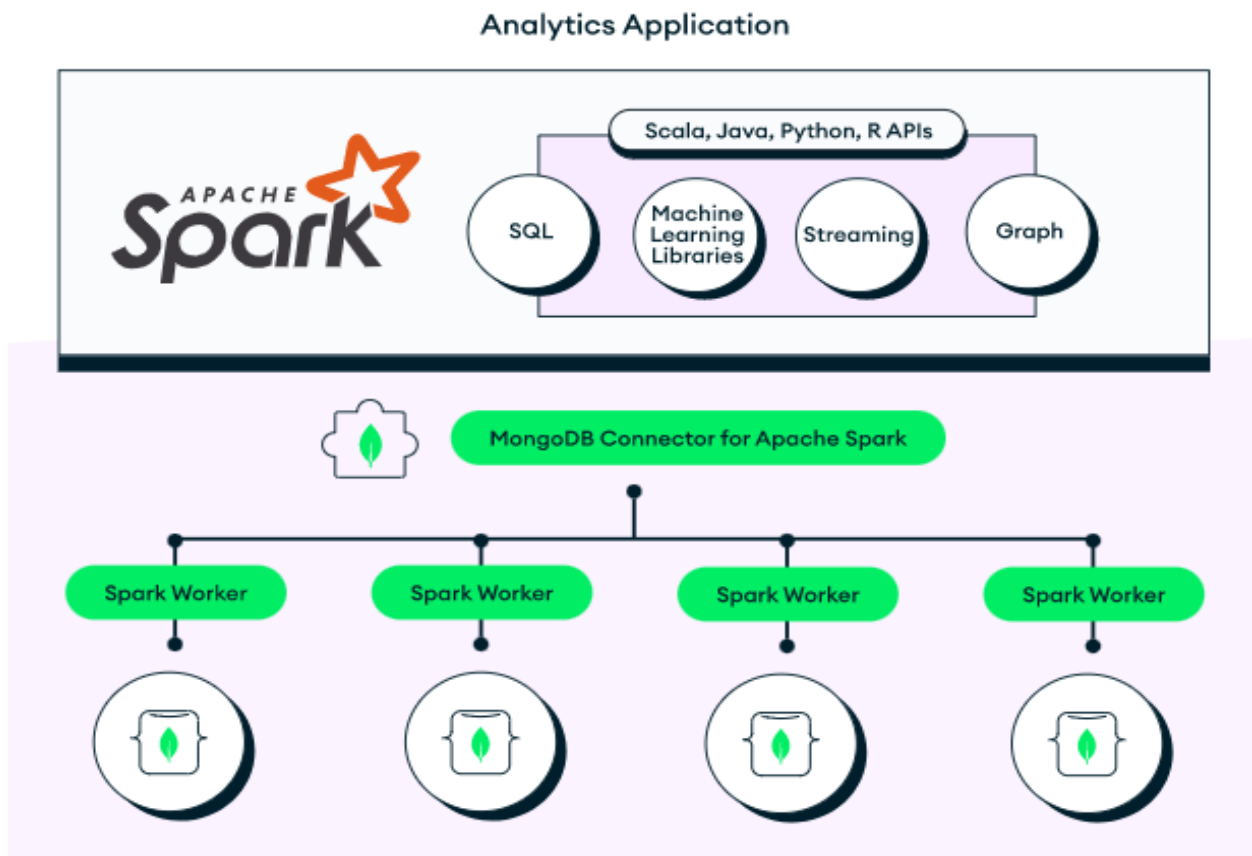 Analytics Application
APACHE
Spark
Scala, Java, Python, R APIs
SQL
Machine
Learning
Libraries
Streaming
Graph
MongoDB Connector for Apache Spark
Spark Worker
Spark Worker
Spark Worker
Spark Worker